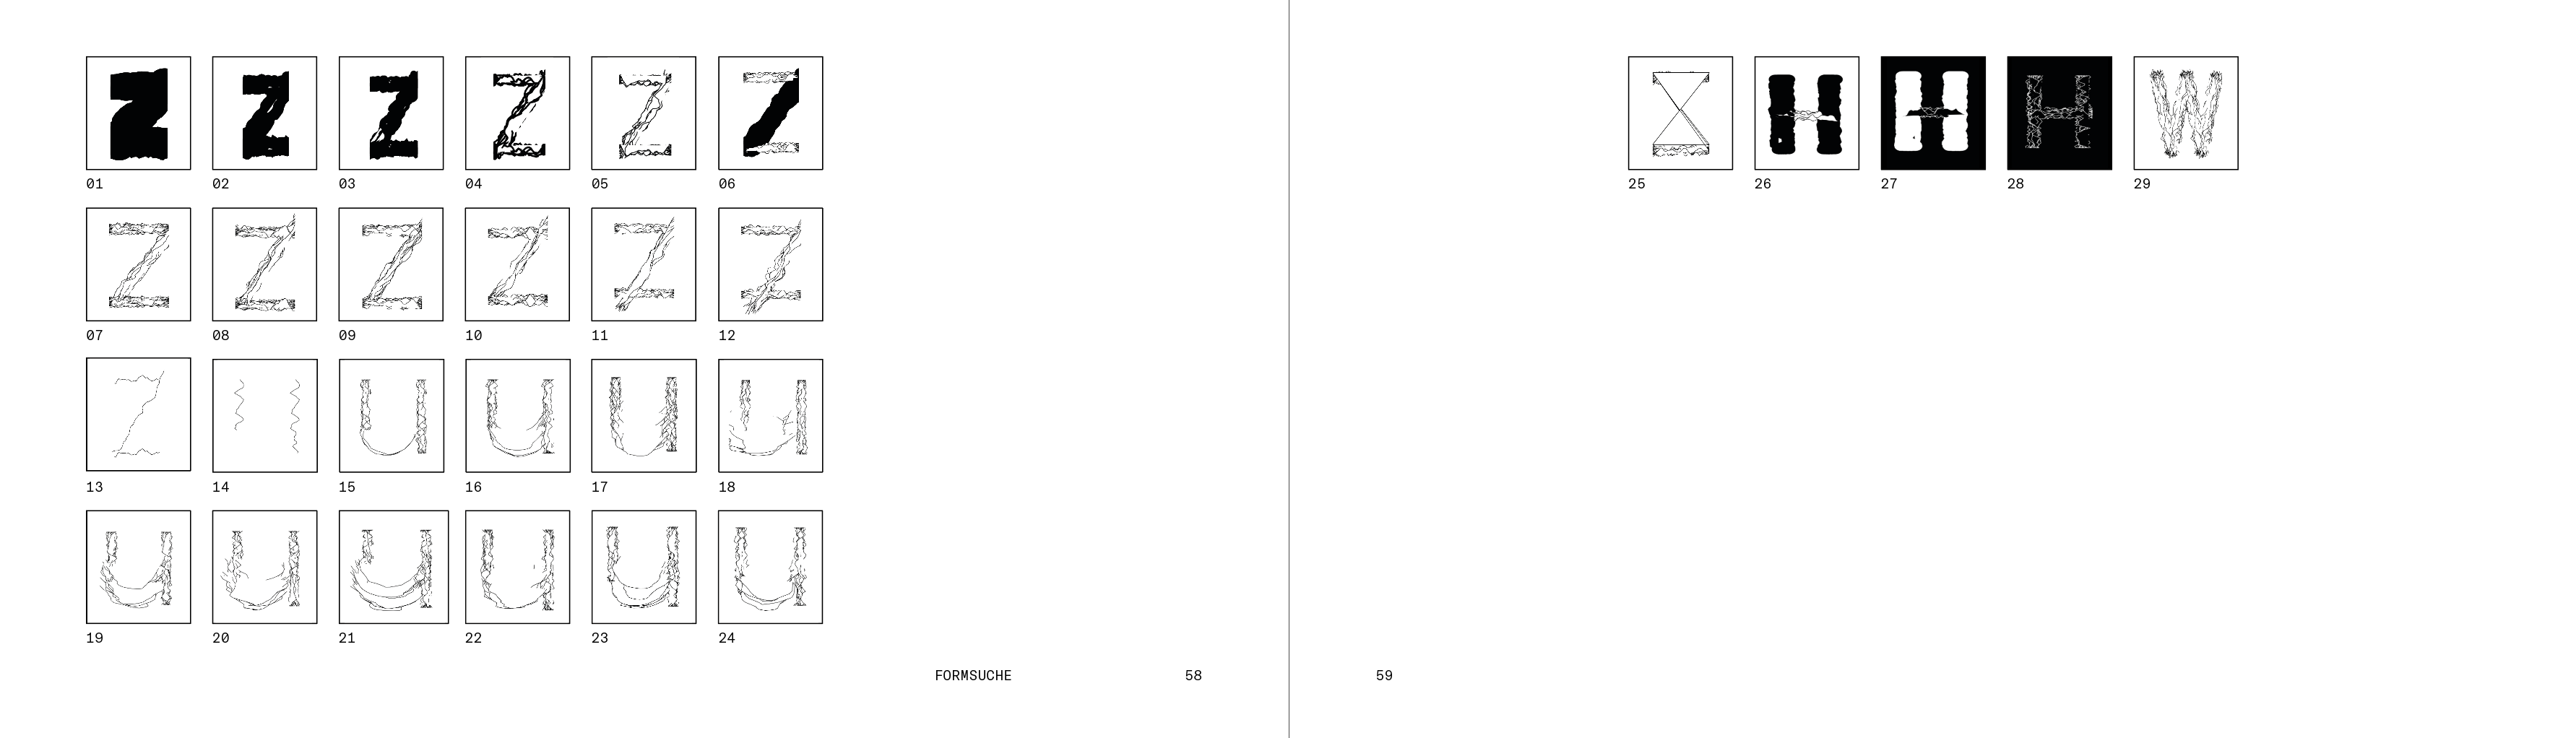 Z Z Z Z Z Z
01 02 03 04 05 06
Z Z Z Z Z Z
07 08 09 10 11 12
Z U U U U
13 14 15 16 17 18
U U U U U U
19 20 21 22 23 24
FORMSUCHE 58
H H H W
25 26 27 28 29
59